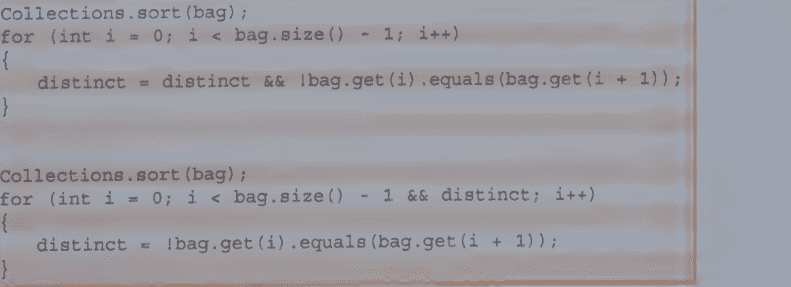 Collections.sort(bag);
for (int i = 0; i < bag.size() - 1; i++)
{
distinct = distinct && !bag.get(i).equals(bag.get(i + 1));
}
Collections.sort(bag);
for (int i = 0; i < bag.size() - 1 && distinct; i++)
{
distinct = !bag.get(i).equals(bag.get(i + 1));
}